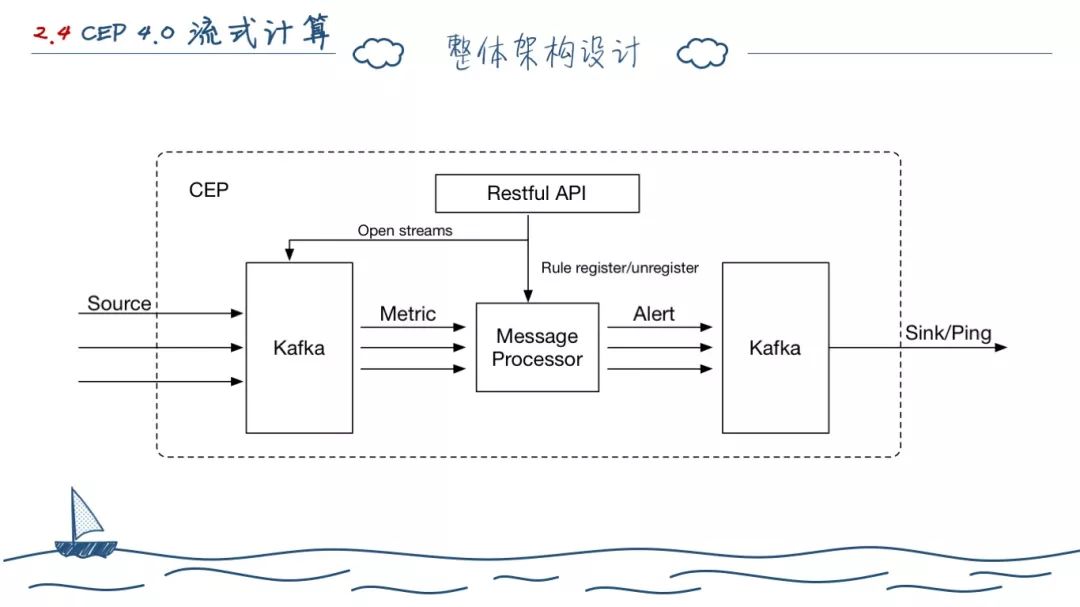 2.4 CEP 4.0 流式计算
整体架构设计
CEP
Restful API
Open streams
Rule register/unregister
Source
Kafka
Metric
Message
Processor
Alert
Kafka
Sink/Ping